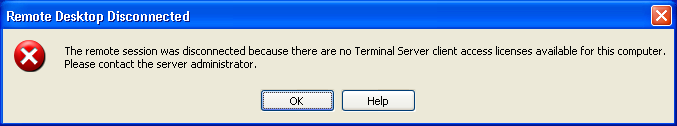 Remote Desktop Disconnected
The remote session was disconnected because there are no Terminal Server client access licenses available for this computer.
Please contact the server administrator.
OK
Help